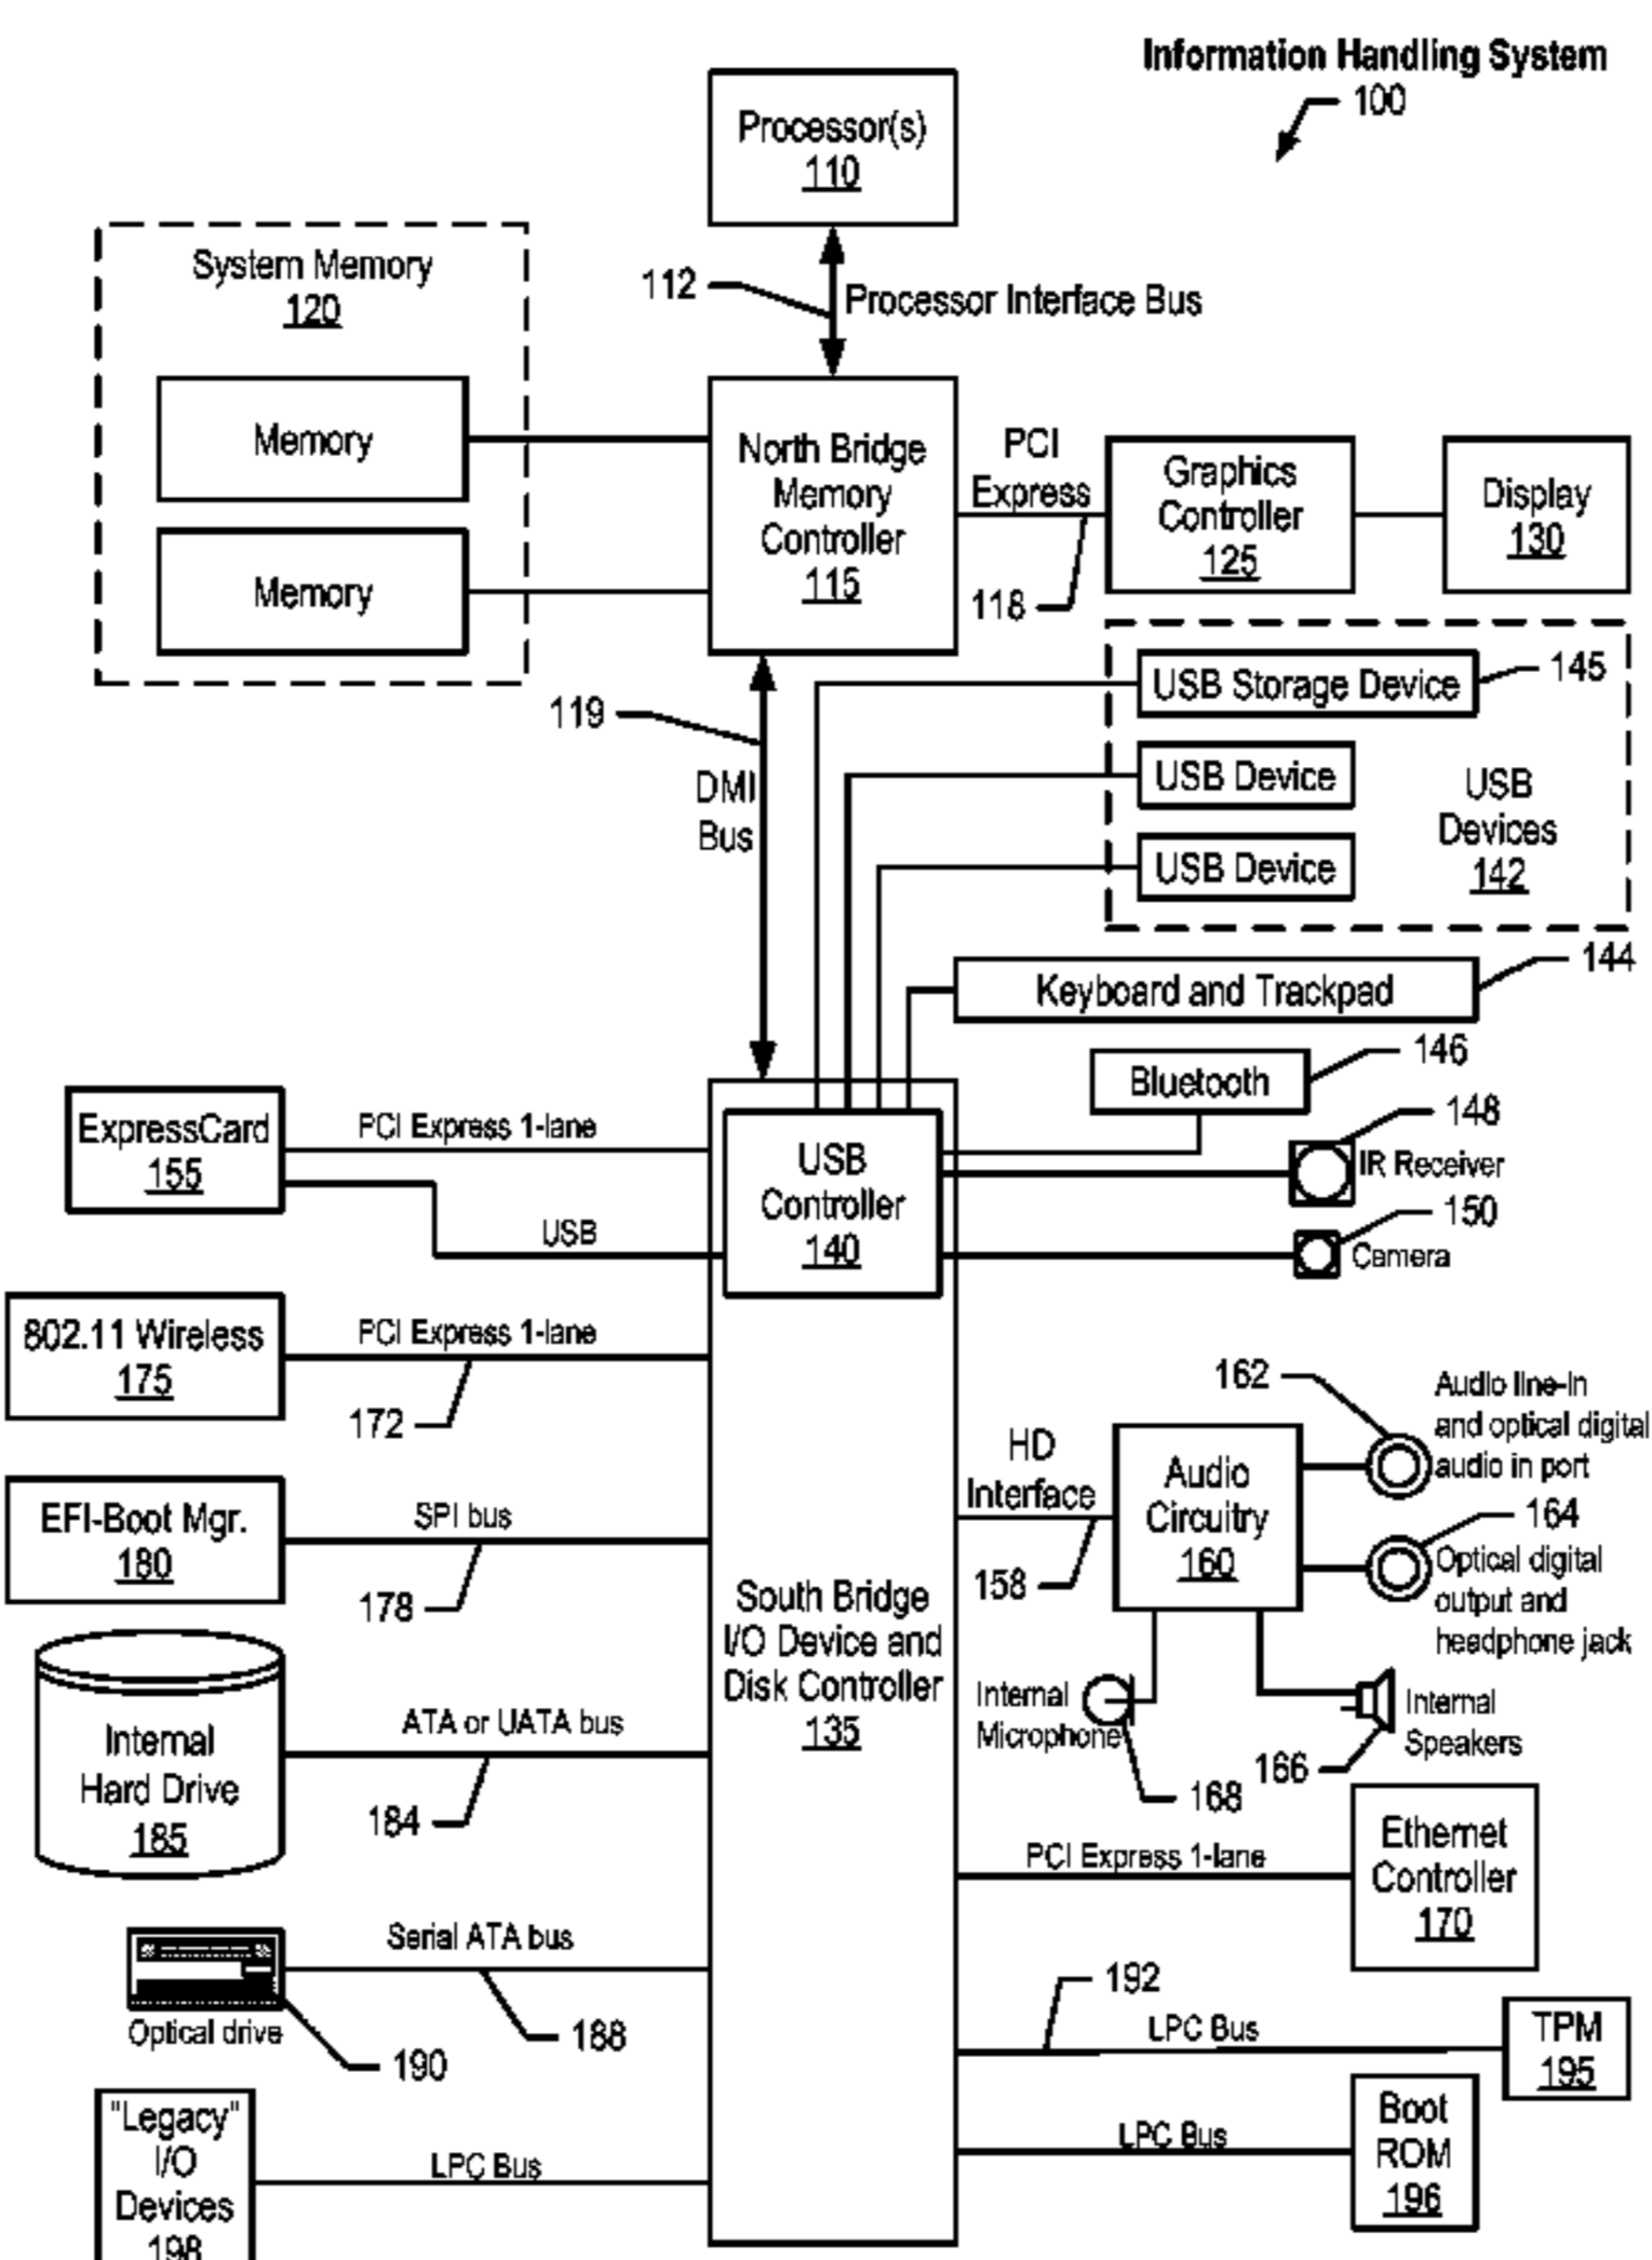 Information Handling System
100
Processor(s)
110
System Memory
120
112
Processor Interface Bus
Memory
Memory
North Bridge
Memory
Controller
115
PCI
Express
118
Graphics
Controller
125
Display
130
119
DMI
Bus
USB Storage Device
145
USB Device
USB Device
USB
Devices
142
Keyboard and Trackpad
144
Bluetooth
146
148
IR Receiver
150
Camera
USB
Controller
140
ExpressCard
155
PCI Express 1-lane
USB
802.11 Wireless
175
PCI Express 1-lane
172
EFI-Boot Mgr.
180
SPI bus
178
Internal
Hard Drive
185
ATA or UATA bus
184
South Bridge
I/O Device and
Disk Controller
135
HD
Interface
158
Audio
Circuitry
160
162
Audio line-in
and optical digital
audio in port
164
Optical digital
output and
headphone jack
Internal
Microphone
168
166
Internal
Speakers
PCI Express 1-lane
Ethernet
Controller
170
Serial ATA bus
188
Optical drive
190
192
LPC Bus
TPM
195
LPC Bus
Boot
ROM
196
"Legacy"
I/O
Devices
198
LPC Bus